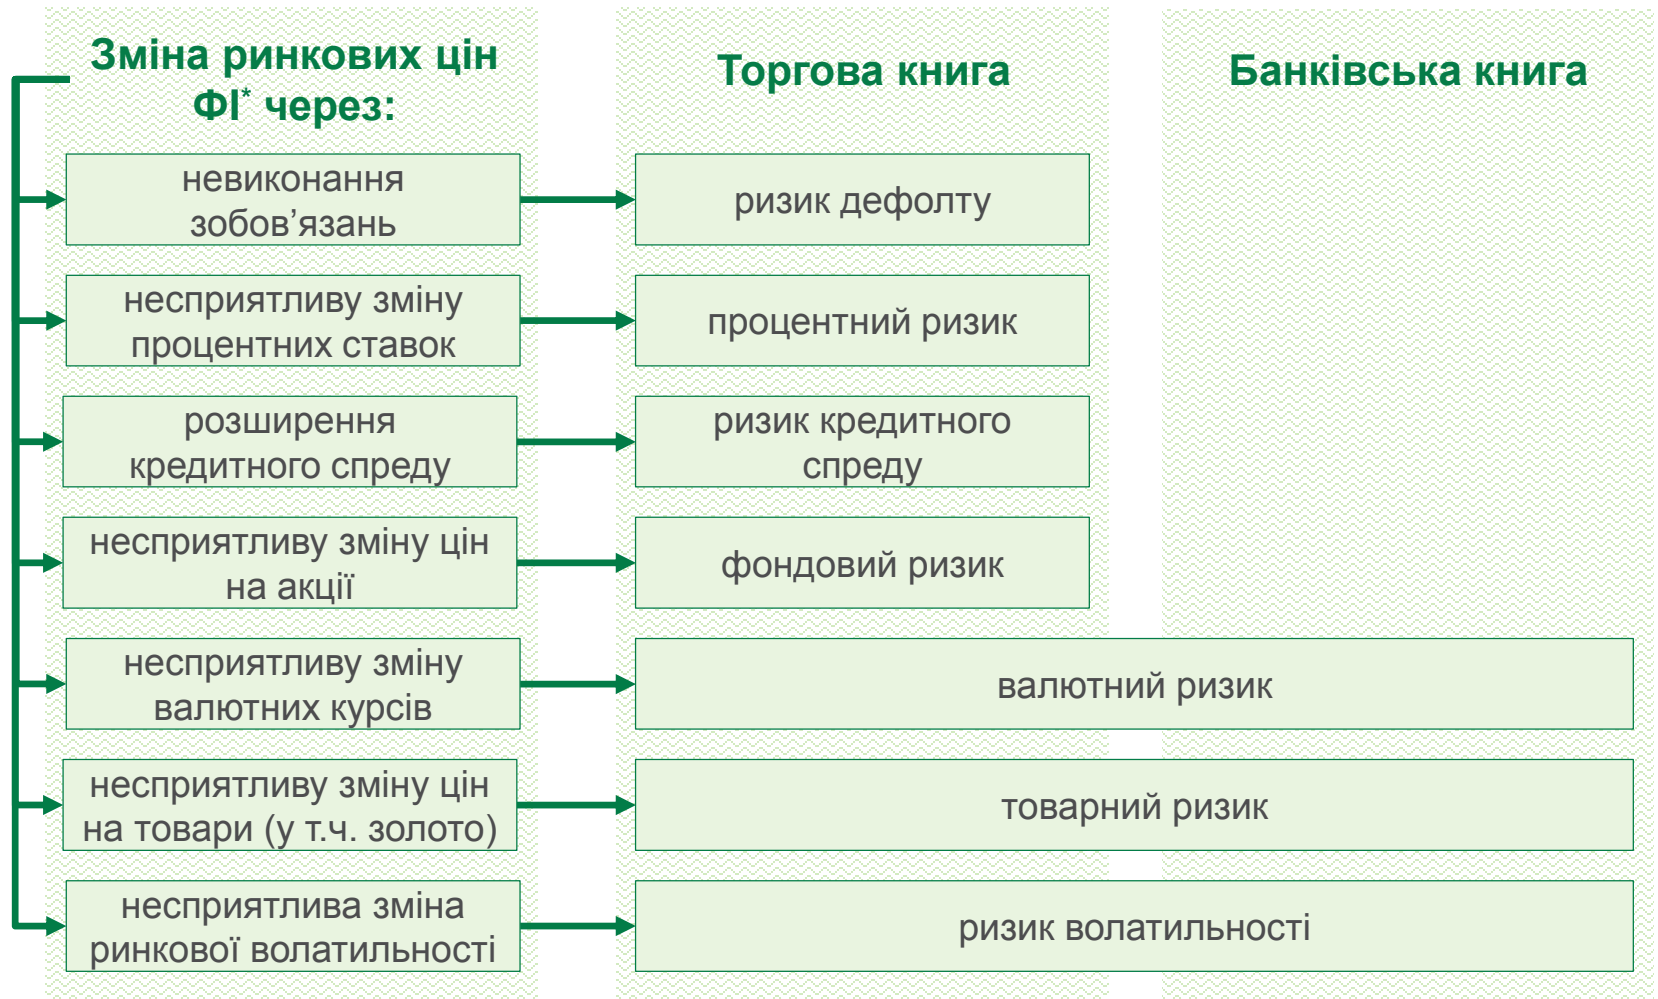 Зміна ринкових цін
ФІ* через:
Торгова книга
Банківська книга
невиконання
зобов’язань
ризик дефолту
несприятливу зміну
процентних ставок
процентний ризик
розширення
кредитного спреду
ризик кредитного
спреду
несприятливу зміну цін
на акції
фондовий ризик
несприятливу зміну
валютних курсів
валютний ризик
несприятливу зміну цін
на товари (у т.ч. золото)
товарний ризик
несприятлива зміна
ринкової волатильності
ризик волатильності